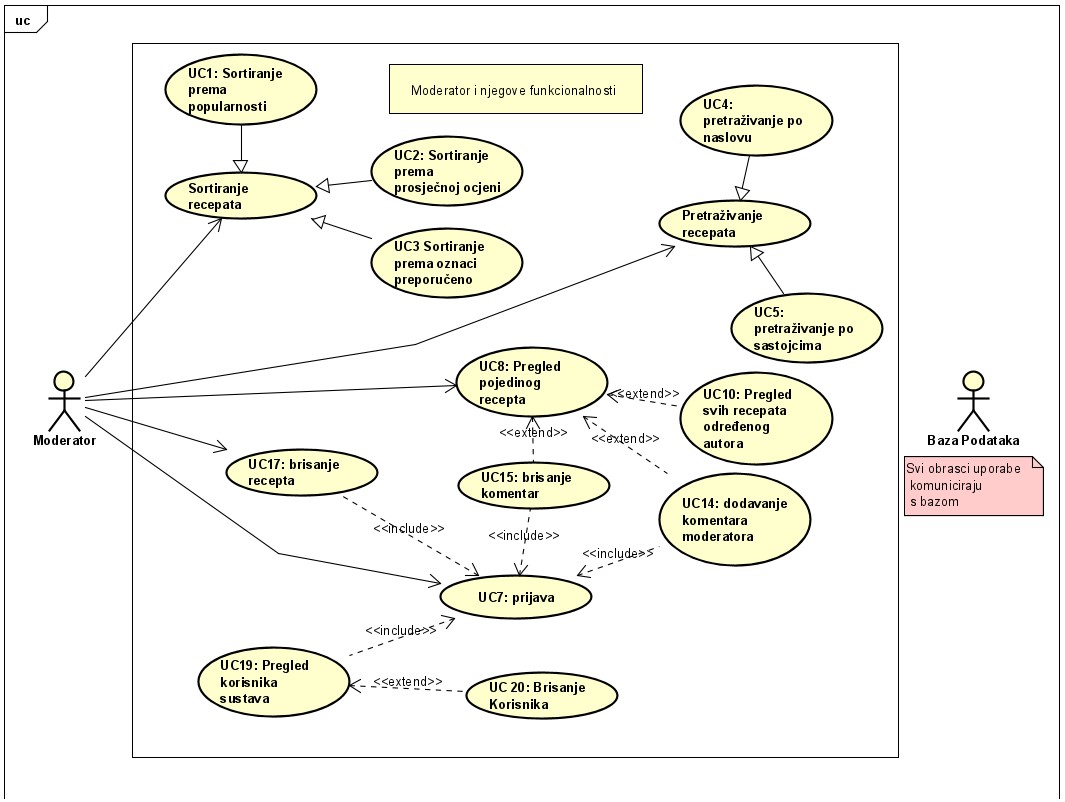 uc
UC1: Sortiranje
prema
popularnosti
Moderator i njegove funkcionalnosti
UC4:
pretraživanje po
naslovu
UC2: Sortiranje
prema
prosječnoj ocjeni
Sortiranje
recepata
Pretraživanje
recepata
UC3 Sortiranje
prema oznaci
preporučeno
UC5:
pretraživanje po
sastojcima
UC8: Pregled
pojedinog
recepta
<<extend>>
UC10: Pregled
svih recepata
određenog
autora
Moderator
Baza Podataka
<<extend>>
<<extend>>
UC17: brisanje
recepta
UC15: brisanje
komentar
Svi obrasci uporabe
komuniciraju
s bazom
UC14: dodavanje
komentara
moderatora
<<include>>
<<include>>
<<include>>
UC7: prijava
<<include>>
UC19: Pregled
korisnika
sustava
<<extend>>
UC 20: Brisanje
Korisnika